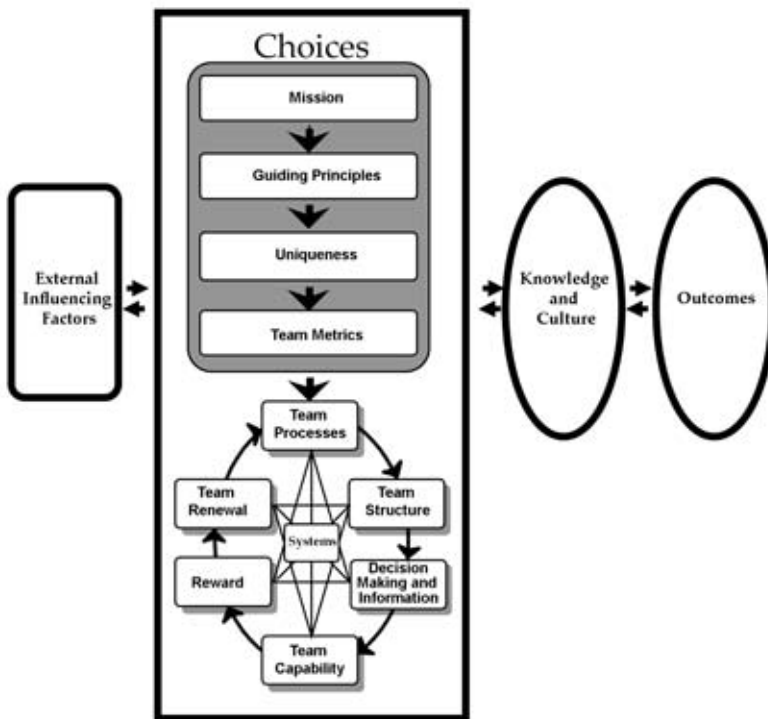 Choices
Mission
Guiding Principles
Uniqueness
Team Metrics
External
Influencing
Factors
Knowledge
and
Culture
Outcomes
Team
Processes
Team
Renewal
Team
Structure
Systems
Reward
Decision
Making and
Information
Team
Capability